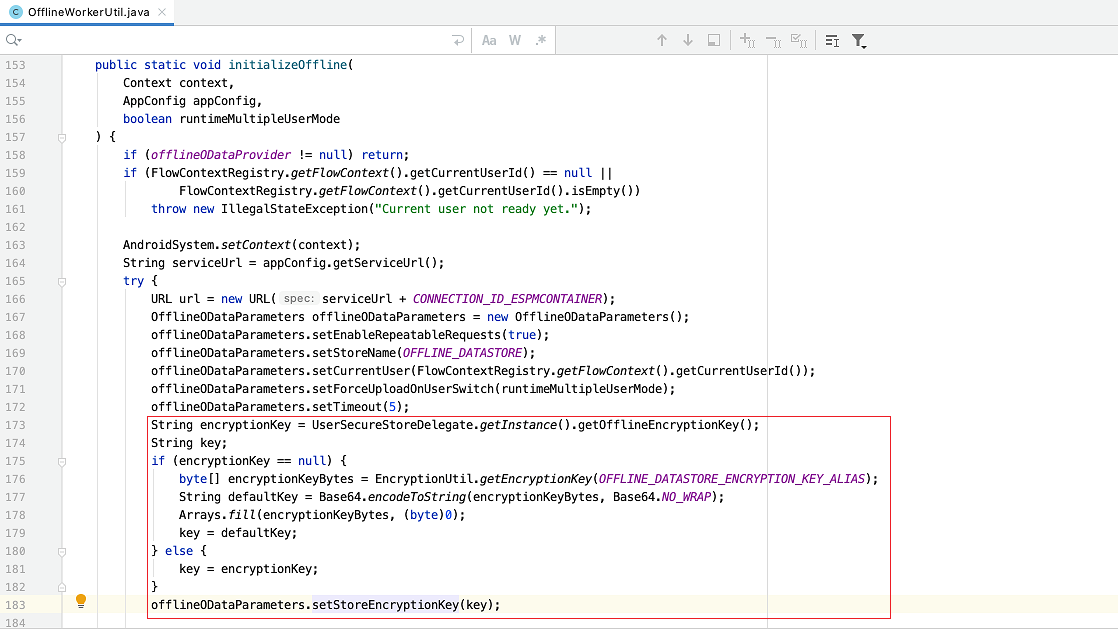 OfflineWorkerUtil.java
Aa W .*
153 public static void initializeOffline(
154 Context context,
155 AppConfig appConfig,
156 boolean runtimeMultipleUserMode
157 ) {
158 if (offlineODataProvider != null) return;
159 if (FlowContextRegistry.getFlowContext().getCurrentUserId() == null ||
160 FlowContextRegistry.getFlowContext().getCurrentUserId().isEmpty())
161 throw new IllegalStateException("Current user not ready yet.");
162
163 AndroidSystem.setContext(context);
164 String serviceUrl = appConfig.getServiceUrl();
165 try {
166 URL url = new URL( spec: serviceUrl + CONNECTION_ID_ESPMCONTAINER);
167 OfflineODataParameters offlineODataParameters = new OfflineODataParameters();
168 offlineODataParameters.setEnableRepeatableRequests(true);
169 offlineODataParameters.setStoreName(OFFLINE_DATASTORE);
170 offlineODataParameters.setCurrentUser(FlowContextRegistry.getFlowContext().getCurrentUserId());
171 offlineODataParameters.setForceUploadOnUserSwitch(runtimeMultipleUserMode);
172 offlineODataParameters.setTimeout(5);
173 String encryptionKey = UserSecureStoreDelegate.getInstance().getOfflineEncryptionKey();
174 String key;
175 if (encryptionKey == null) {
176 byte[] encryptionKeyBytes = EncryptionUtil.getEncryptionKey(OFFLINE_DATASTORE_ENCRYPTION_KEY_ALIAS);
177 String defaultKey = Base64.encodeToString(encryptionKeyBytes, Base64.NO_WRAP);
178 Arrays.fill(encryptionKeyBytes, (byte)0);
179 key = defaultKey;
180 } else {
181 key = encryptionKey;
182 }
183 offlineODataParameters.setStoreEncryptionKey(key);
184